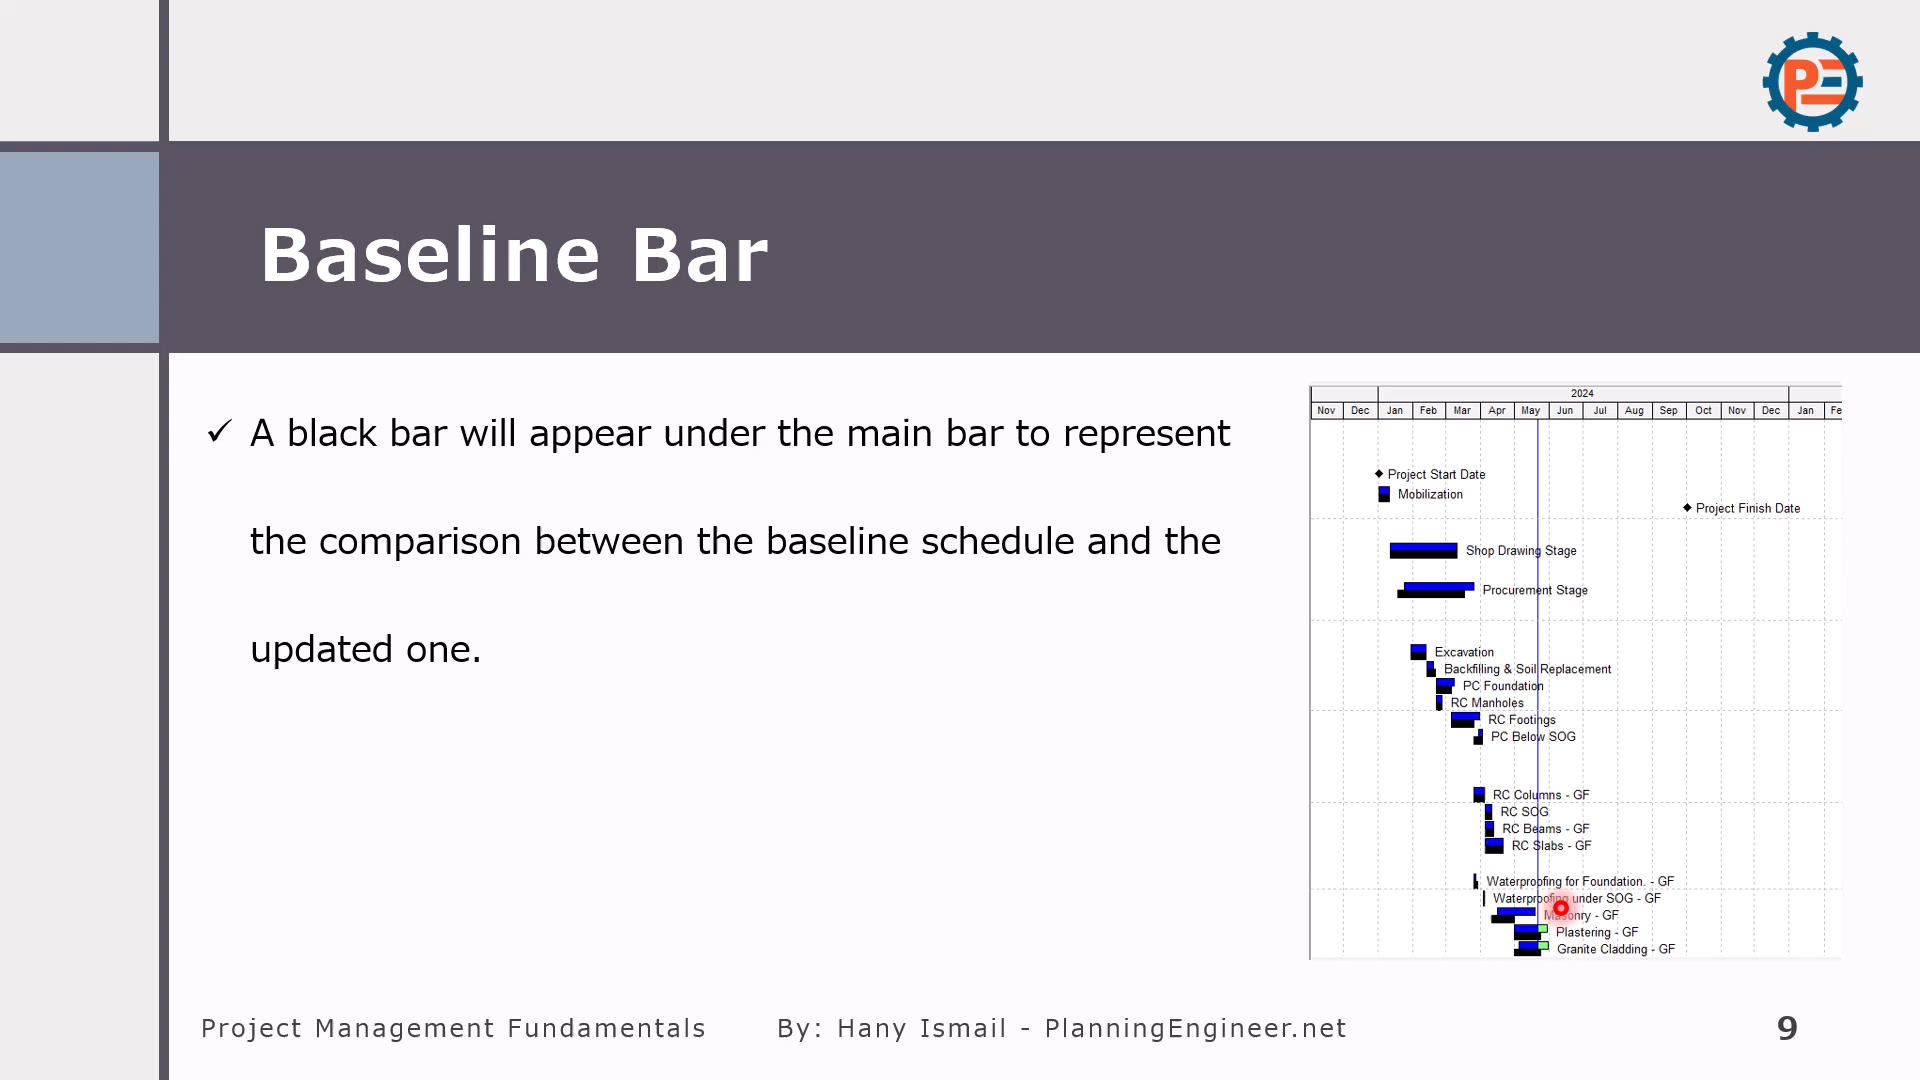 PE
Baseline Bar
✓ A black bar will appear under the main bar to represent
the comparison between the baseline schedule and the
updated one.
2024
Nov Dec Jan Feb Mar Apr May Jun Jul Aug Sep Oct Nov Dec Jan Fe
Project Start Date
Mobilization
Project Finish Date
Shop Drawing Stage
Procurement Stage
Excavation
Backfilling & Soil Replacement
PC Foundation
RC Manholes
RC Footings
PC Below SOG
RC Columns - GF
RC SOG
RC Beams - GF
RC Slabs - GF
Waterproofing for Foundation. - GF
Waterproofing under SOG - GF
Masonry - GF
Plastering - GF
Granite Cladding - GF
Project Management Fundamentals By: Hany Ismail - PlanningEngineer.net 9